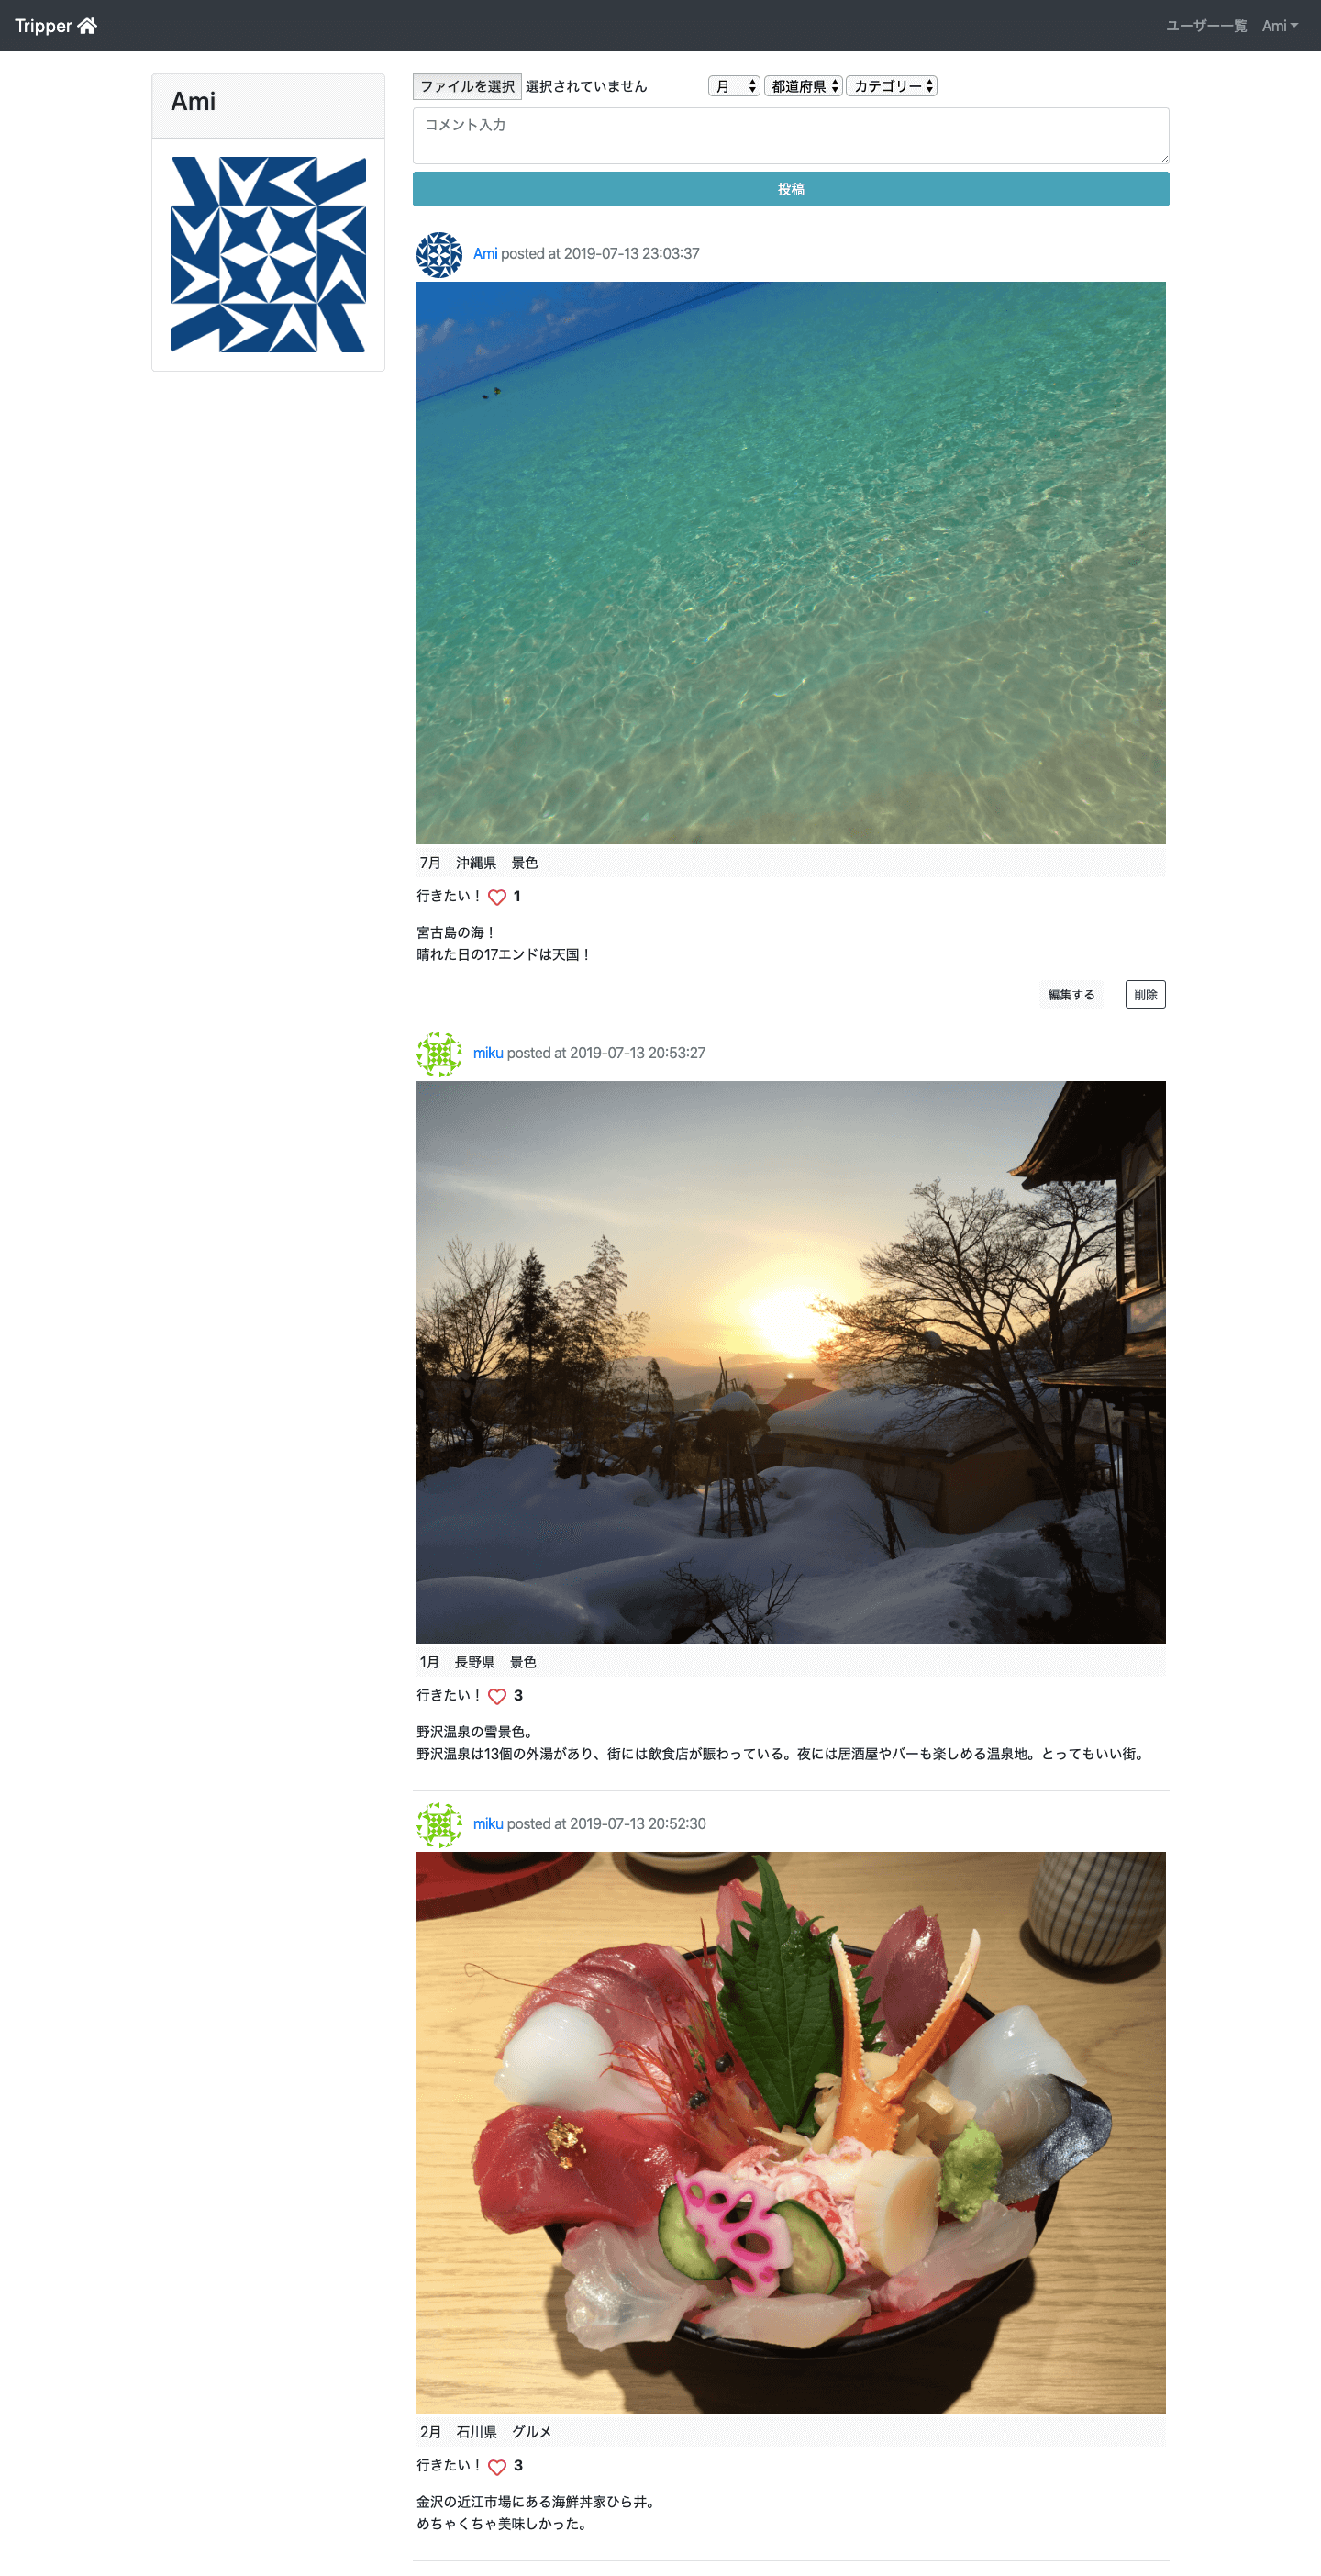 Tripper
ユーザー一覧 Ami
Ami
ファイルを選択 選択されていません 月 都道府県 カテゴリー
コメント入力
投稿
Ami posted at 2019-07-13 23:03:37
7月 沖縄県 景色
行きたい！ 1
宮古島の海！
晴れた日の17エンドは天国！
編集する 削除
miku posted at 2019-07-13 20:53:27
1月 長野県 景色
行きたい！ 3
野沢温泉の雪景色。
野沢温泉は13個の外湯があり、街には飲食店が賑わっている。夜には居酒屋やバーも楽しめる温泉地。とってもいい街。
miku posted at 2019-07-13 20:52:30
2月 石川県 グルメ
行きたい！ 3
金沢の近江市場にある海鮮丼家ひら井。
めちゃくちゃ美味しかった。